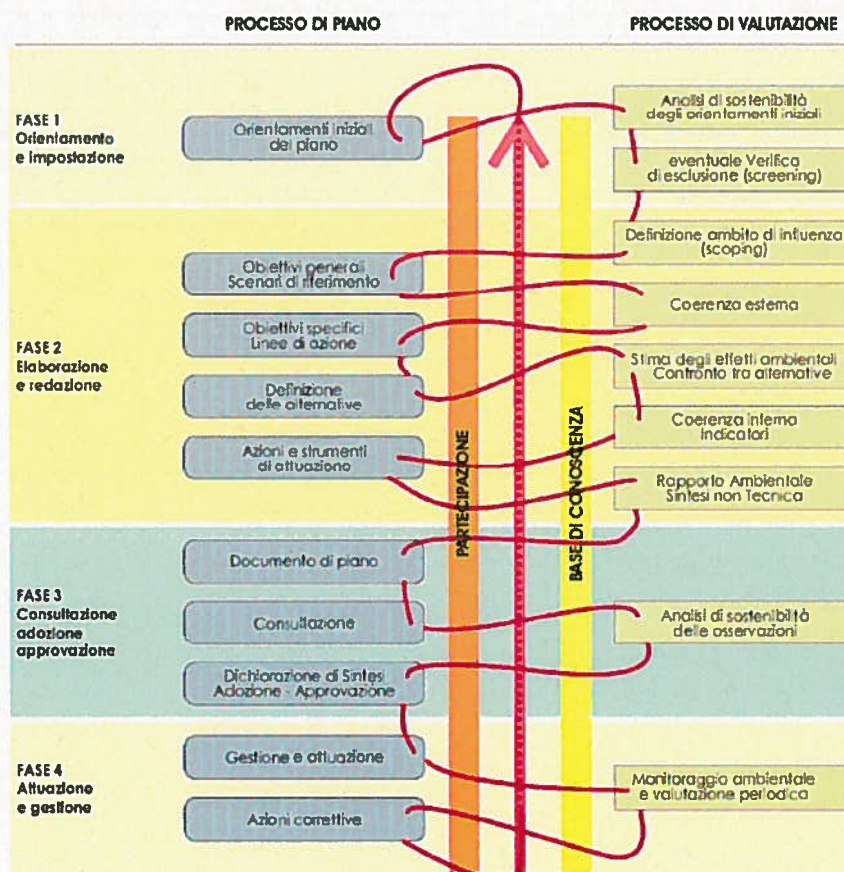 PROCESSO DI PIANO
PROCESSO DI VALUTAZIONE
FASE 1
Orientamento
e impostazione
Orientamenti iniziali
del piano
Analisi di sostenibilità
degli orientamenti iniziali
eventuale Verifica
di esclusione (screening)
FASE 2
Elaborazione
e redazione
Obiettivi generali
Scenari di riferimento
Obiettivi specifici
Linee di azione
Definizione
delle alternative
Azioni e strumenti
di attuazione
PARTECIPAZIONE
BASE DI CONOSCENZA
Definizione ambito di influenza
(scoping)
Coerenza esterna
Stima degli effetti ambientali
Confronto tra alternative
Coerenza interna
Indicatori
Rapporto Ambientale
Sintesi non Tecnica
FASE 3
Consultazione
adozione
approvazione
Documento di piano
Consultazione
Dichiarazione di Sintesi
Adozione - Approvazione
Analisi di sostenibilità
delle osservazioni
FASE 4
Attuazione
e gestione
Gestione e attuazione
Azioni correttive
Monitoraggio ambientale
e valutazione periodica